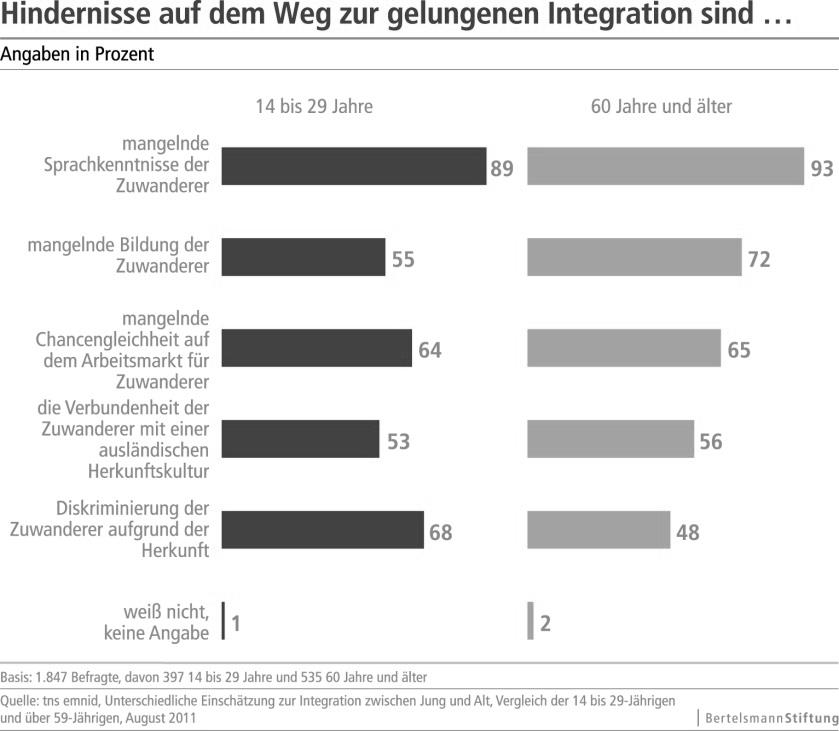 Hindernisse auf dem Weg zur gelungenen Integration sind …
Angaben in Prozent
14 bis 29 Jahre
60 Jahre und älter
mangelnde
Sprachkenntnisse der
Zuwanderer
89
93
mangelnde Bildung der
Zuwanderer
55
72
mangelnde
Chancengleichheit auf
dem Arbeitsmarkt für
Zuwanderer
64
65
die Verbundenheit der
Zuwanderer mit einer
ausländischen
Herkunftskultur
53
56
Diskriminierung der
Zuwanderer aufgrund der
Herkunft
68
48
weiß nicht,
keine Angabe
1
2
Basis: 1.847 Befragte, davon 397 14 bis 29 Jahre und 535 60 Jahre und älter
Quelle: tns emnid, Unterschiedliche Einschätzung zur Integration zwischen Jung und Alt, Vergleich der 14 bis 29-Jährigen
und über 59-Jährigen, August 2011
BertelsmannStiftung